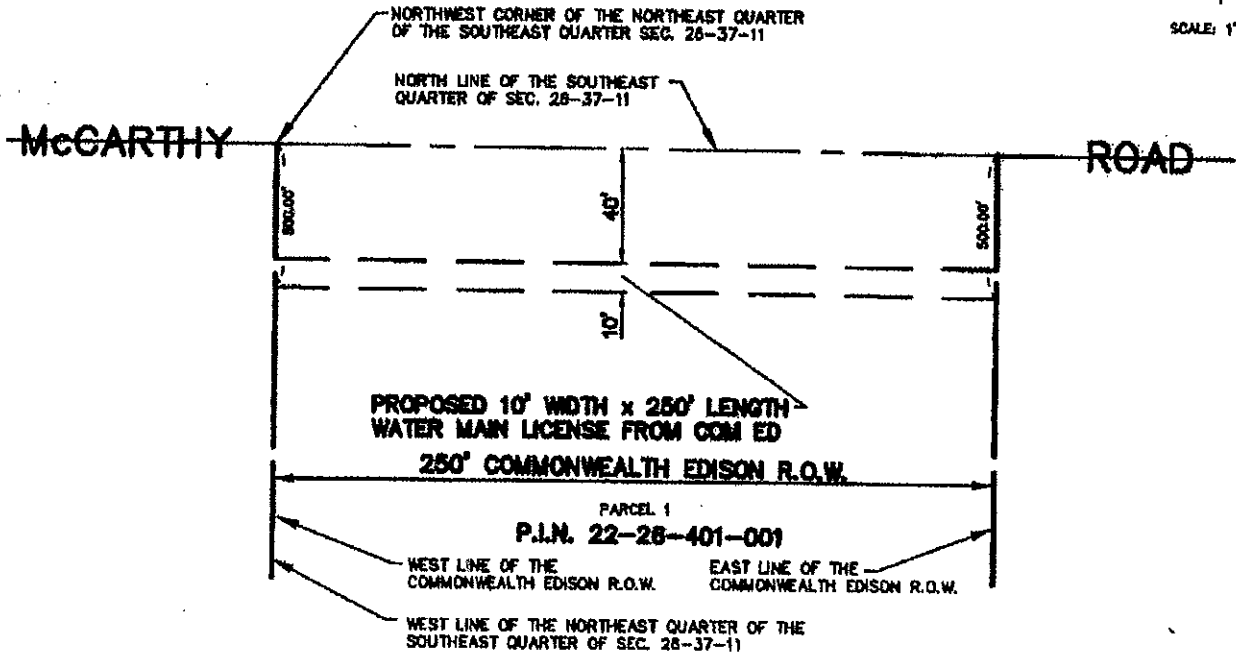 NORTHWEST CORNER OF THE NORTHEAST QUARTER
OF THE SOUTHEAST QUARTER SEC. 26-37-11
SCALE: 1"
NORTH LINE OF THE SOUTHEAST
QUARTER OF SEC. 26-37-11
McCARTHY ROAD
500.00'
40'
500.00'
10'
PROPOSED 10' WIDTH x 250' LENGTH
WATER MAIN LICENSE FROM COM ED
250' COMMONWEALTH EDISON R.O.W.
PARCEL 1
P.I.N. 22-26-401-001
WEST LINE OF THE
COMMONWEALTH EDISON R.O.W.
EAST LINE OF THE
COMMONWEALTH EDISON R.O.W.
WEST LINE OF THE NORTHEAST QUARTER OF THE
SOUTHEAST QUARTER OF SEC. 26-37-11